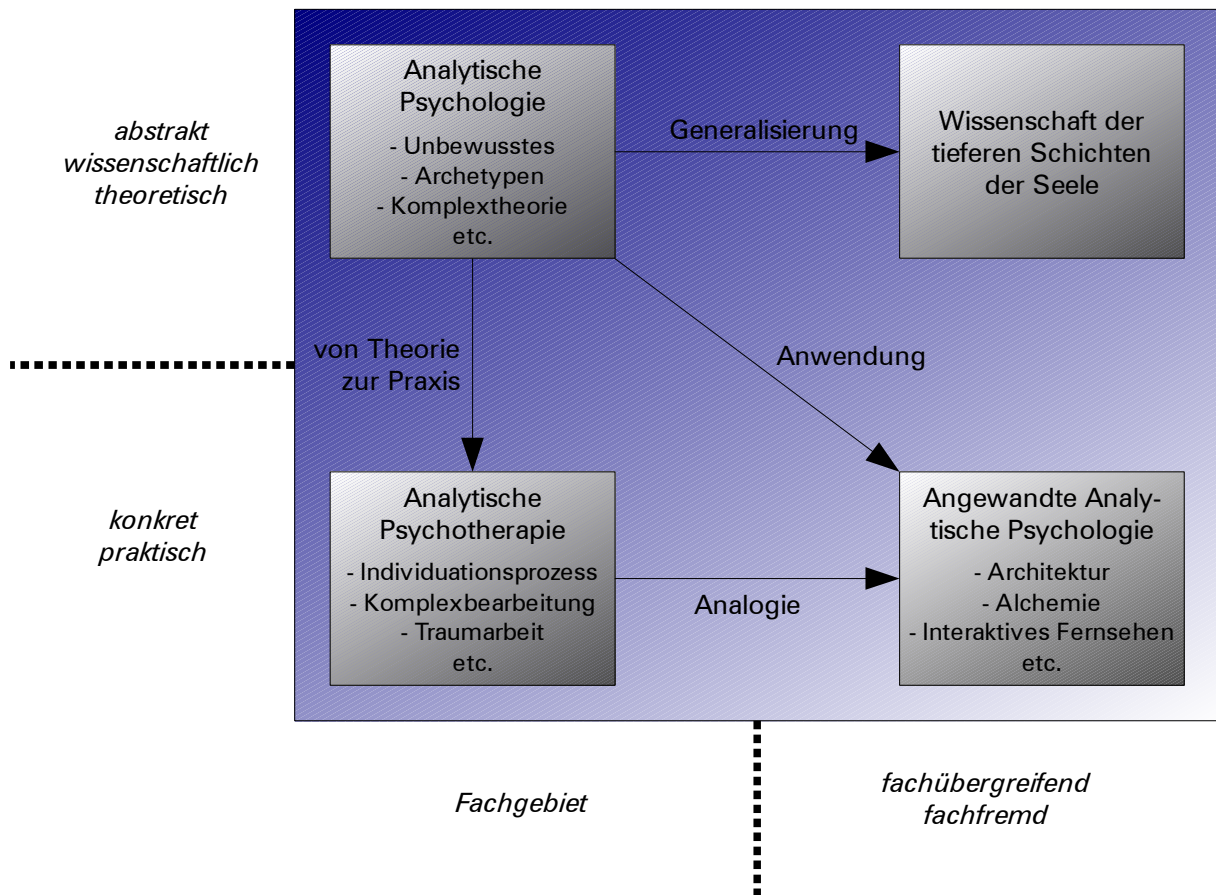 abstrakt
wissenschaftlich
theoretisch
Analytische
Psychologie
- Unbewusstes
- Archetypen
- Komplextheorie
etc.
Generalisierung
Wissenschaft der
tieferen Schichten
der Seele
von Theorie
zur Praxis
Anwendung
konkret
praktisch
Analytische
Psychotherapie
- Individuationsprozess
- Komplexbearbeitung
- Traumarbeit
etc.
Analogie
Angewandte Analy-
tische Psychologie
- Architektur
- Alchemie
- Interaktives Fernsehen
etc.
Fachgebiet
fachübergreifend
fachfremd